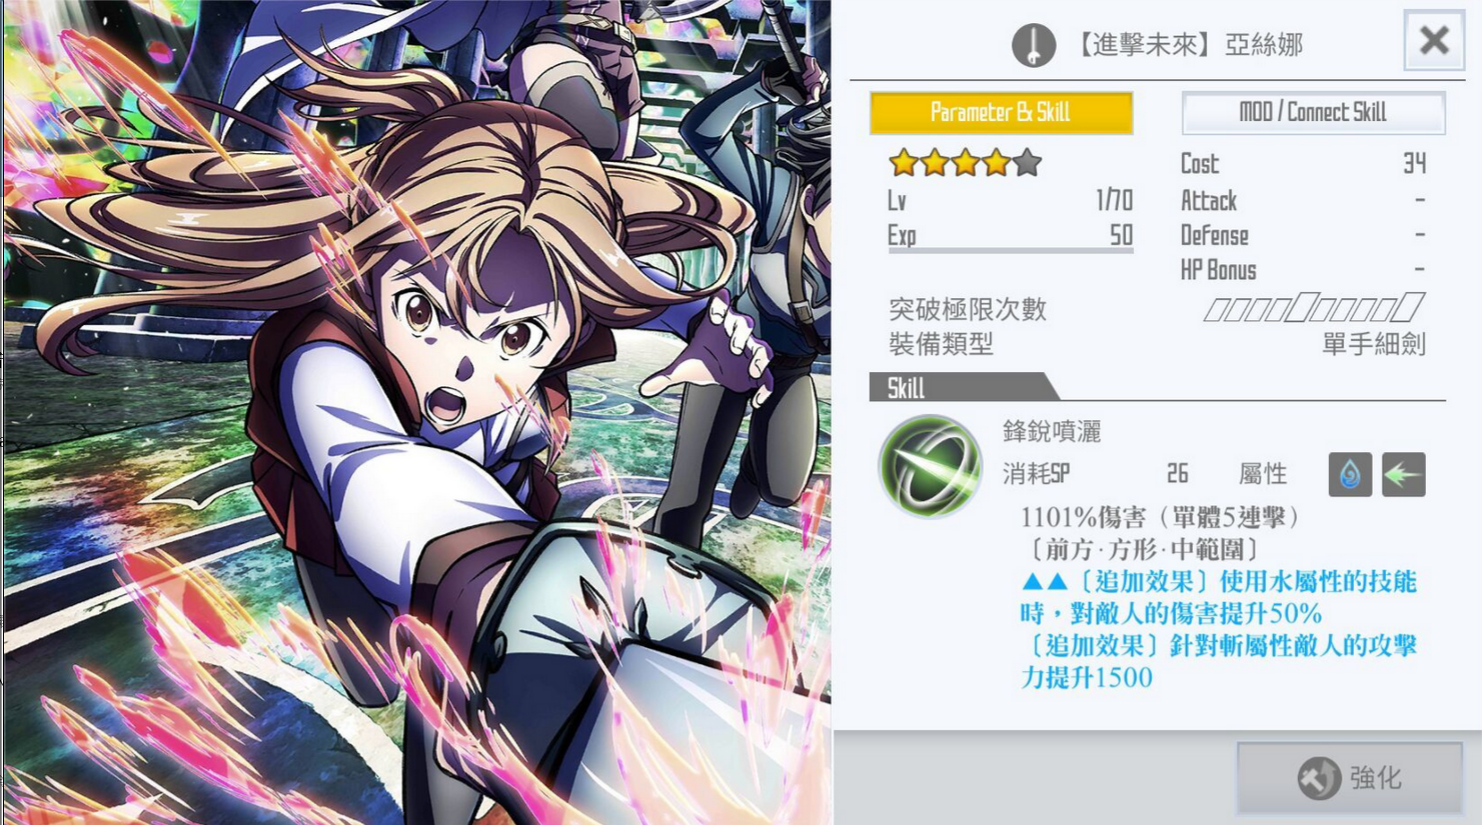 【進擊未來】亞絲娜
Parameter & Skill
MOD / Connect Skill
Cost 34
Lv 1/70
Attack -
Exp 50
Defense -
HP Bonus -
突破極限次數
裝備類型 單手細劍
Skill
鋒銳噴灑
消耗SP 26 屬性
1101%傷害（單體5連擊）
〔前方·方形·中範圍〕
▲▲〔追加效果〕使用水屬性的技能
時，對敵人的傷害提升50%
〔追加效果〕針對斬屬性敵人的攻擊
力提升1500
強化